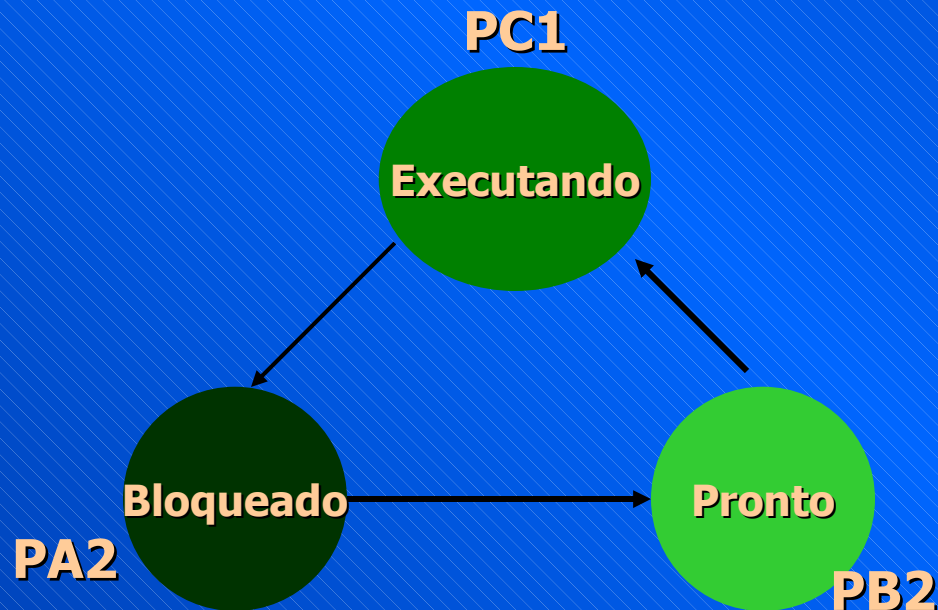 PC1
Executando
Bloqueado
Pronto
PA2
PB2